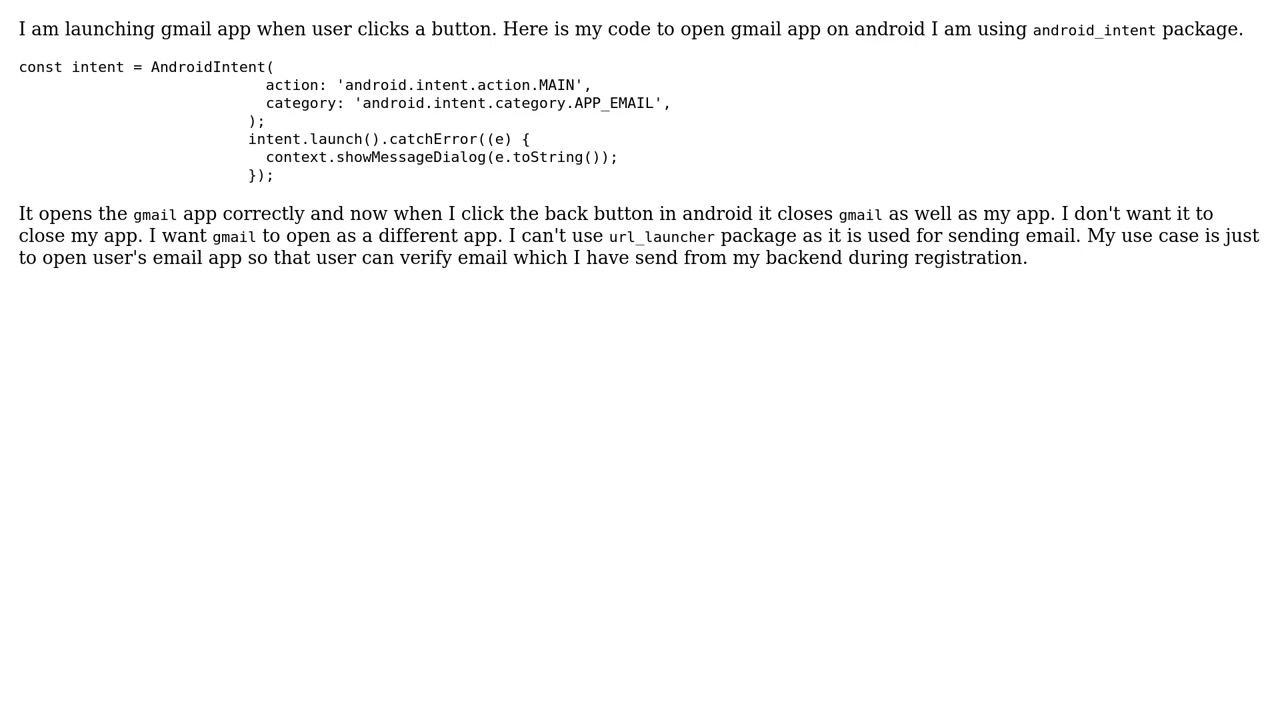 I am launching gmail app when user clicks a button. Here is my code to open gmail app on android I am using android_intent package.
const intent = AndroidIntent(
                            action: 'android.intent.action.MAIN',
                            category: 'android.intent.category.APP_EMAIL',
                          );
                          intent.launch().catchError((e) {
                            context.showMessageDialog(e.toString());
                          });
It opens the gmail app correctly and now when I click the back button in android it closes gmail as well as my app. I don't want it to
close my app. I want gmail to open as a different app. I can't use url_launcher package as it is used for sending email. My use case is just
to open user's email app so that user can verify email which I have send from my backend during registration.